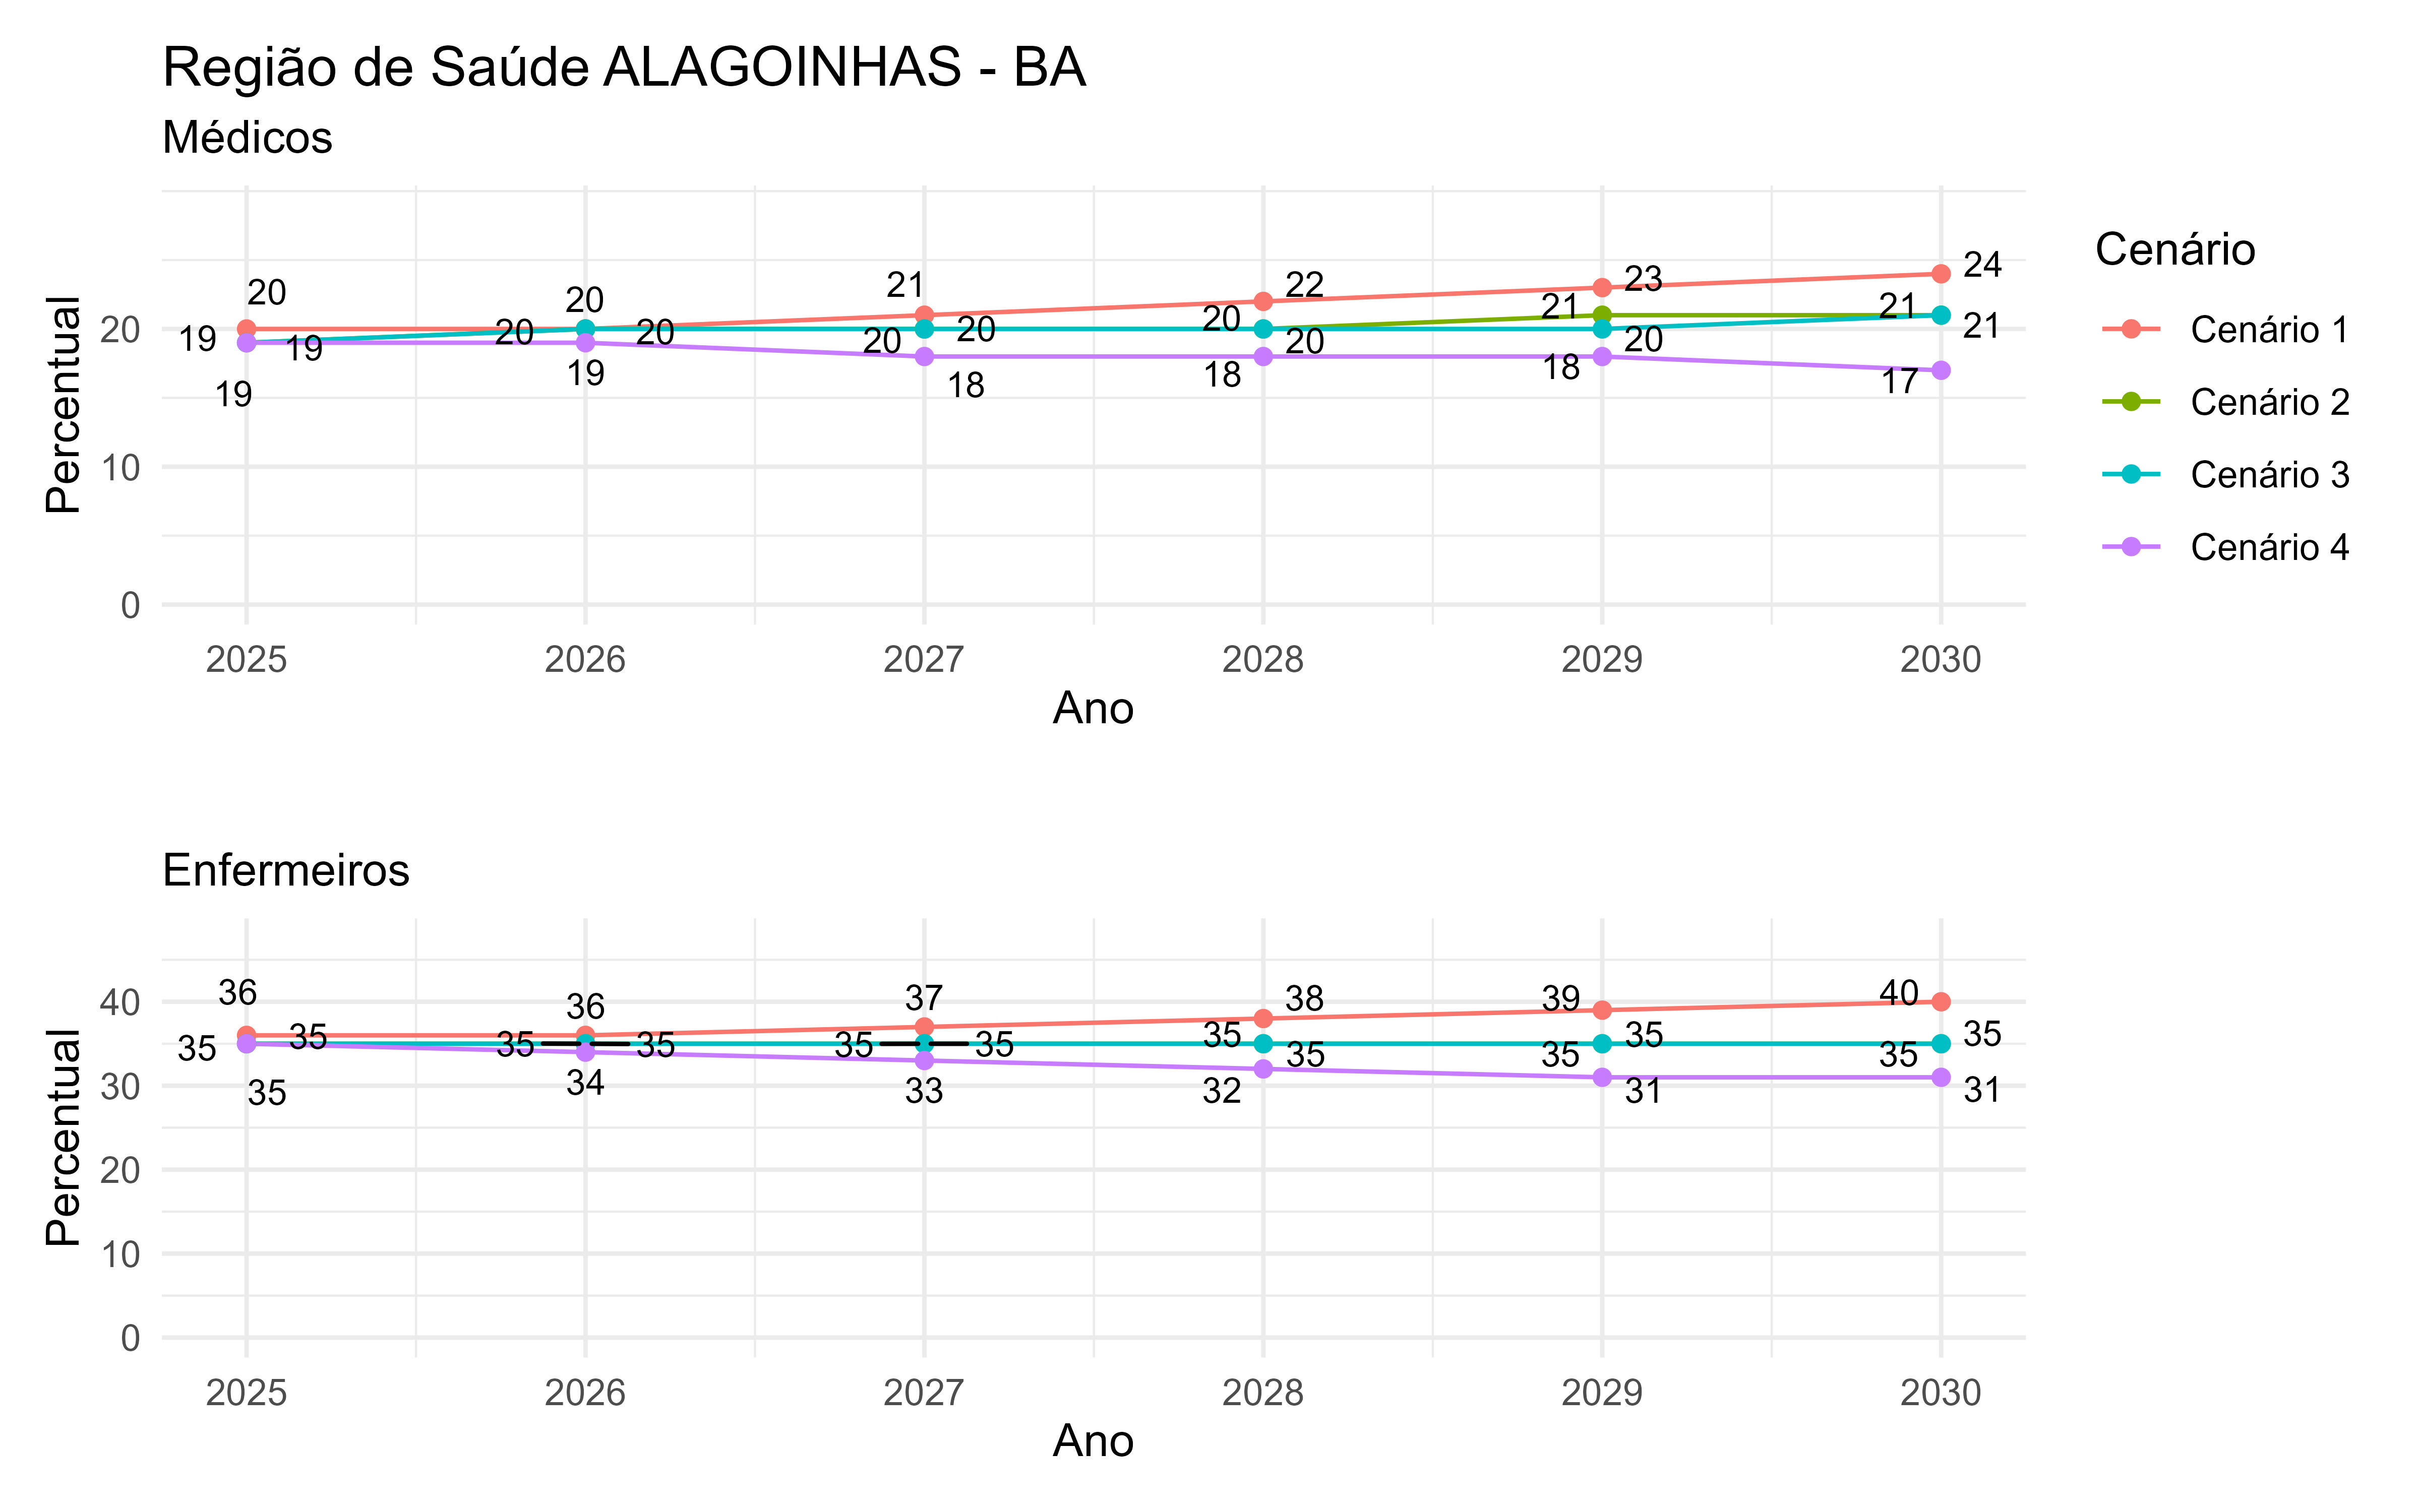 Região de Saúde ALAGOINHAS - BA
Médicos
Percentual
20
10
0
20 19 19 19
20 20 20 19
21 20 20 18
22 20 20 18
23 21 20 18
24 21 21 17
2025 2026 2027 2028 2029 2030
Ano
Cenário
Cenário 1
Cenário 2
Cenário 3
Cenário 4
Enfermeiros
Percentual
40
30
20
10
0
36 35 35 35
36 35 35 34
37 35 35 33
38 35 35 32
39 35 35 31
40 35 35 31
2025 2026 2027 2028 2029 2030
Ano